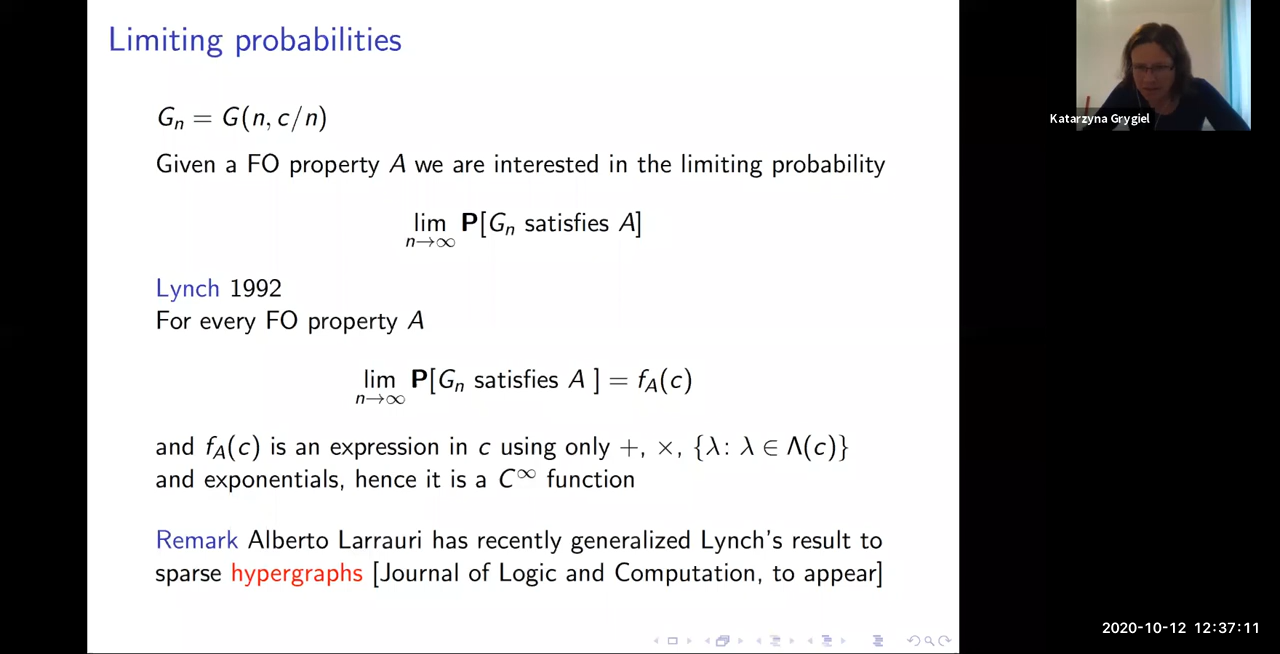 Limiting probabilities
G_n = G(n, c/n)
Given a FO property A we are interested in the limiting probability
lim_{n→∞} P[G_n satisfies A]
Lynch 1992
For every FO property A
lim_{n→∞} P[G_n satisfies A ] = f_A(c)
and f_A(c) is an expression in c using only +, ×, {λ: λ ∈ Λ(c)}
and exponentials, hence it is a C^∞ function
Remark Alberto Larrauri has recently generalized Lynch's result to
sparse hypergraphs [Journal of Logic and Computation, to appear]
Katarzyna Grygiel
2020-10-12 12:37:11